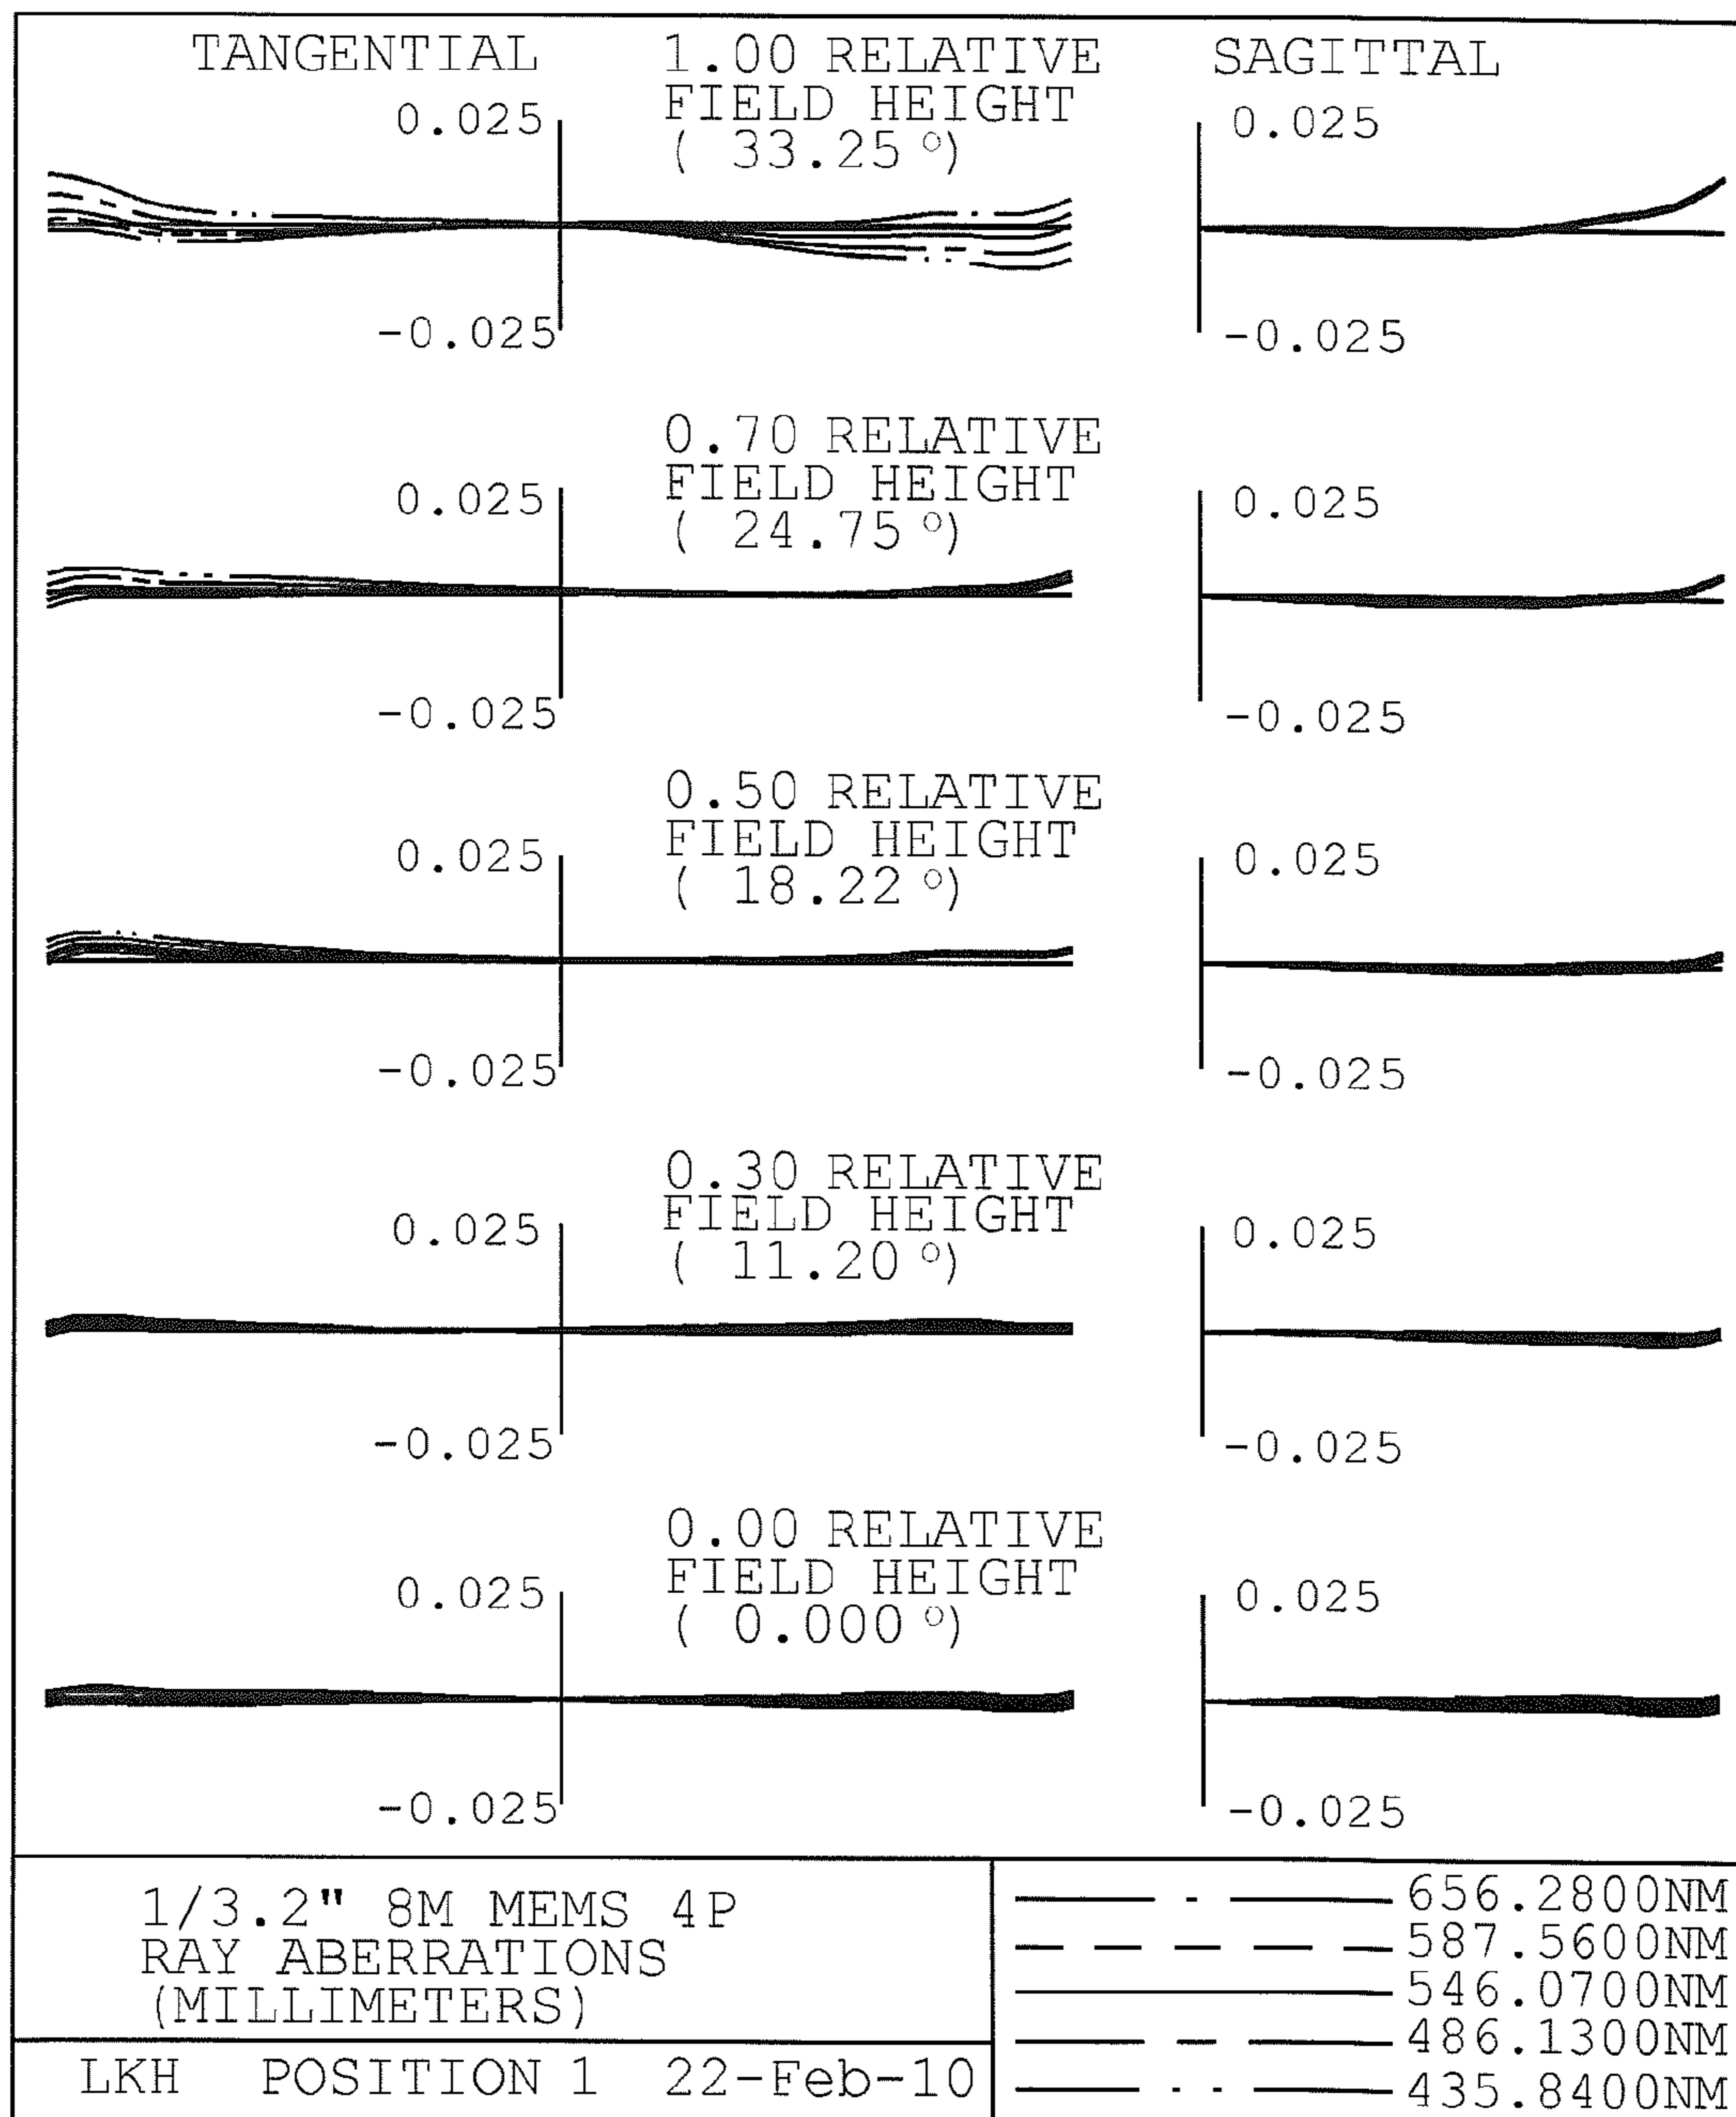 TANGENTIAL
1.00 RELATIVE
FIELD HEIGHT
( 33.25 °)
SAGITTAL
0.025
-0.025
0.025
-0.025
0.70 RELATIVE
FIELD HEIGHT
( 24.75 °)
0.025
-0.025
0.025
-0.025
0.50 RELATIVE
FIELD HEIGHT
( 18.22 °)
0.025
-0.025
0.025
-0.025
0.30 RELATIVE
FIELD HEIGHT
( 11.20 °)
0.025
-0.025
0.025
-0.025
0.00 RELATIVE
FIELD HEIGHT
( 0.000 °)
0.025
-0.025
0.025
-0.025
1/3.2" 8M MEMS 4P
RAY ABERRATIONS
(MILLIMETERS)
LKH POSITION 1 22-Feb-10
656.2800NM
587.5600NM
546.0700NM
486.1300NM
435.8400NM